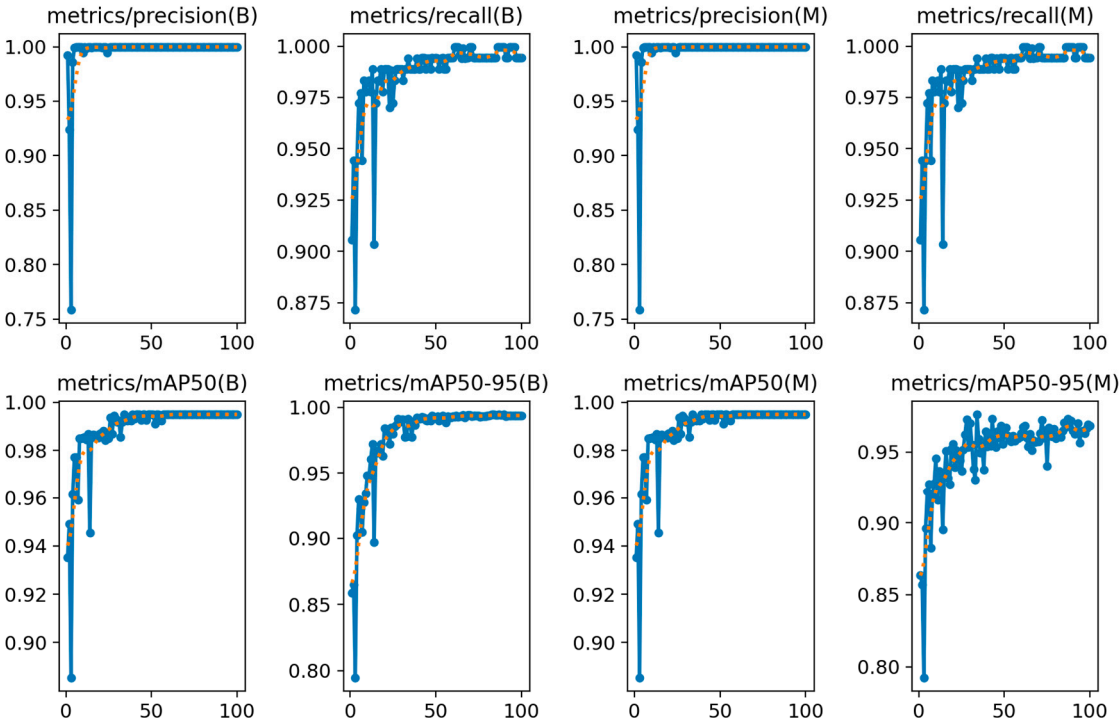 metrics/precision(B) metrics/recall(B) metrics/precision(M) metrics/recall(M)
1.00 1.000 1.00 1.000
0.95 0.975 0.95 0.975
0.90 0.950 0.90 0.950
0.85 0.925 0.85 0.925
0.80 0.900 0.80 0.900
0.75 0.875 0.75 0.875
0 50 100 0 50 100 0 50 100 0 50 100
metrics/mAP50(B) metrics/mAP50-95(B) metrics/mAP50(M) metrics/mAP50-95(M)
1.00 1.00 1.00 0.95
0.98 0.95 0.98 0.90
0.96 0.90 0.96 0.85
0.94 0.85 0.94 0.80
0.92 0.80 0.92
0.90 0.90
0 50 100 0 50 100 0 50 100 0 50 100